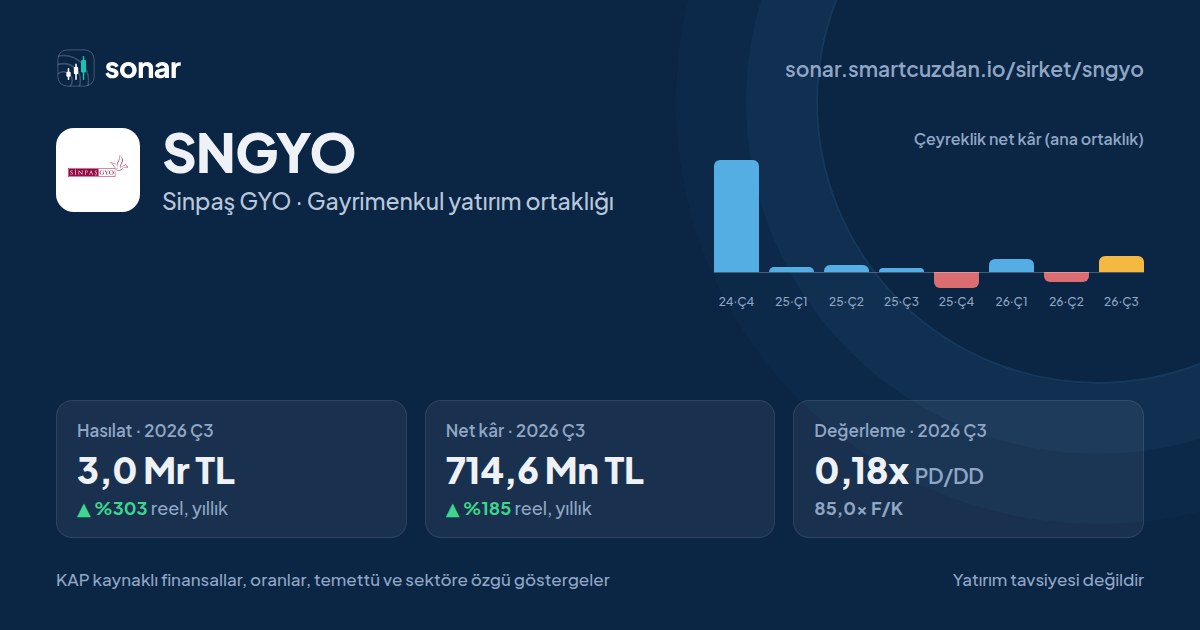 sonar
sonar.smartcuzdan.io/sirket/sngyo
SİNPAŞ GYO
SNGYO
Sinpaş GYO · Gayrimenkul yatırım ortaklığı
Çeyreklik net kâr (ana ortaklık)
24-Ç4 25-Ç1 25-Ç2 25-Ç3 25-Ç4 26-Ç1 26-Ç2 26-Ç3
Hasılat · 2026 Ç3
3,0 Mr TL
▲ %303 reel, yıllık
Net kâr · 2026 Ç3
714,6 Mn TL
▲ %185 reel, yıllık
Değerleme · 2026 Ç3
0,18x PD/DD
85,0× F/K
KAP kaynaklı finansallar, oranlar, temettü ve sektöre özgü göstergeler
Yatırım tavsiyesi değildir